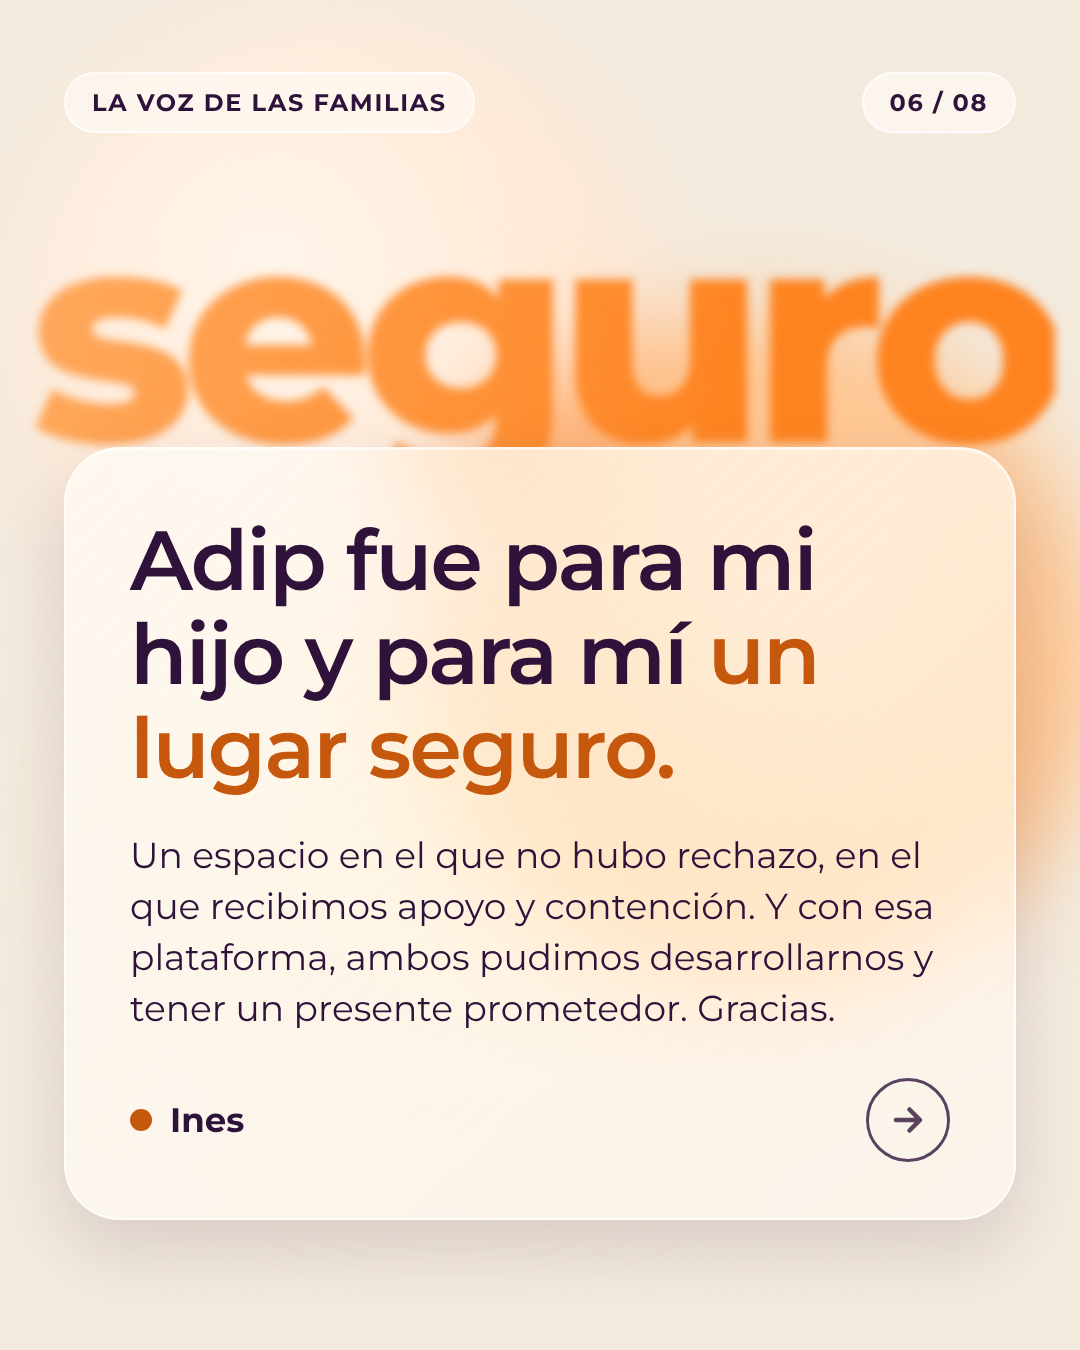 LA VOZ DE LAS FAMILIAS
06 / 08
seguro
Adip fue para mi
hijo y para mí un
lugar seguro.
Un espacio en el que no hubo rechazo, en el
que recibimos apoyo y contención. Y con esa
plataforma, ambos pudimos desarrollarnos y
tener un presente prometedor. Gracias.
Ines